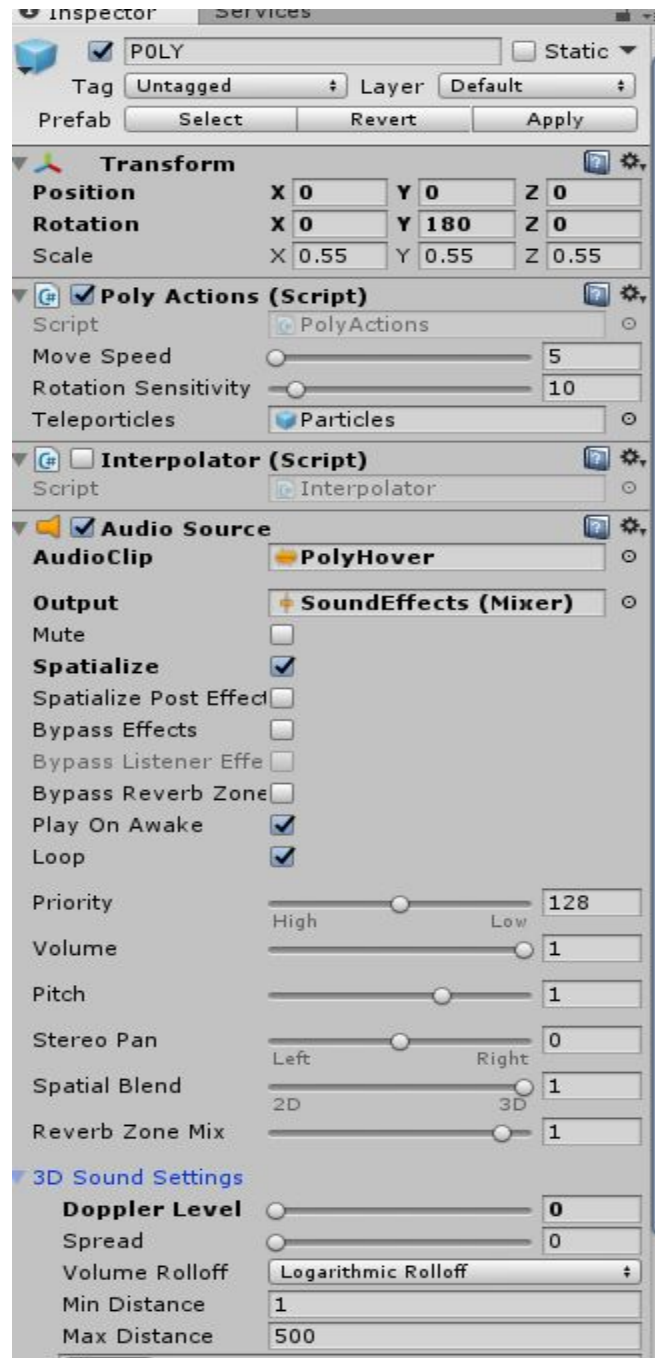 Inspector Services
P0LY Static
Tag Untagged Layer Default
Prefab Select Revert Apply
Transform
Position X 0 Y 0 Z 0
Rotation X 0 Y 180 Z 0
Scale X 0.55 Y 0.55 Z 0.55
Poly Actions (Script)
Script PolyActions
Move Speed 5
Rotation Sensitivity 10
Teleporticles Particles
Interpolator (Script)
Script Interpolator
Audio Source
AudioClip PolyHover
Output SoundEffects (Mixer)
Mute
Spatialize
Spatialize Post Effect
Bypass Effects
Bypass Listener Effe
Bypass Reverb Zone
Play On Awake
Loop
Priority 128
High Low
Volume 1
Pitch 1
Stereo Pan 0
Left Right
Spatial Blend 1
2D 3D
Reverb Zone Mix 1
3D Sound Settings
Doppler Level 0
Spread 0
Volume Rolloff Logarithmic Rolloff
Min Distance 1
Max Distance 500